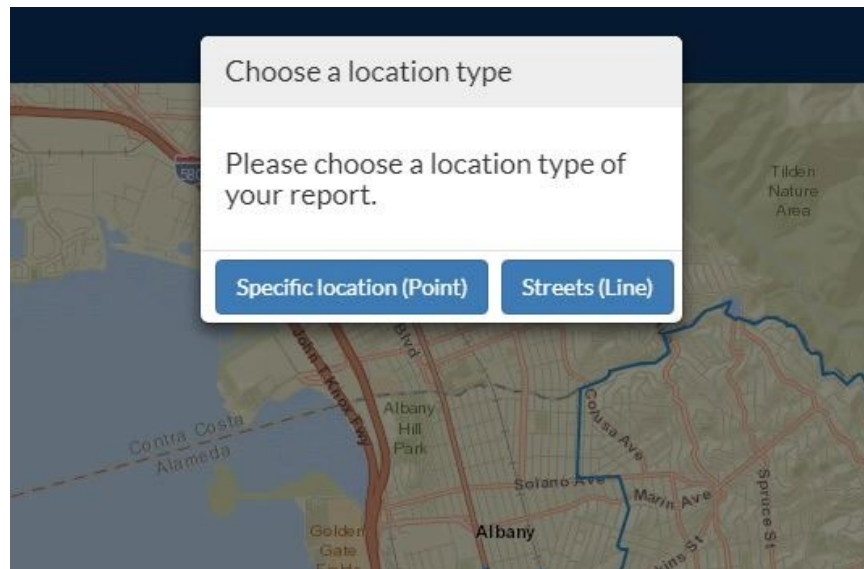 Choose a location type
Please choose a location type of
your report.
Specific location (Point)
Streets (Line)
580
Tilden
Nature
Area
John T Knox Fwy
Blvd
Albany
Hill
Park
Contra Costa
Alameda
Colusa Ave
Solano Ave
Marin Ave
Spruce St
Albany
Golden
Gate
Fields